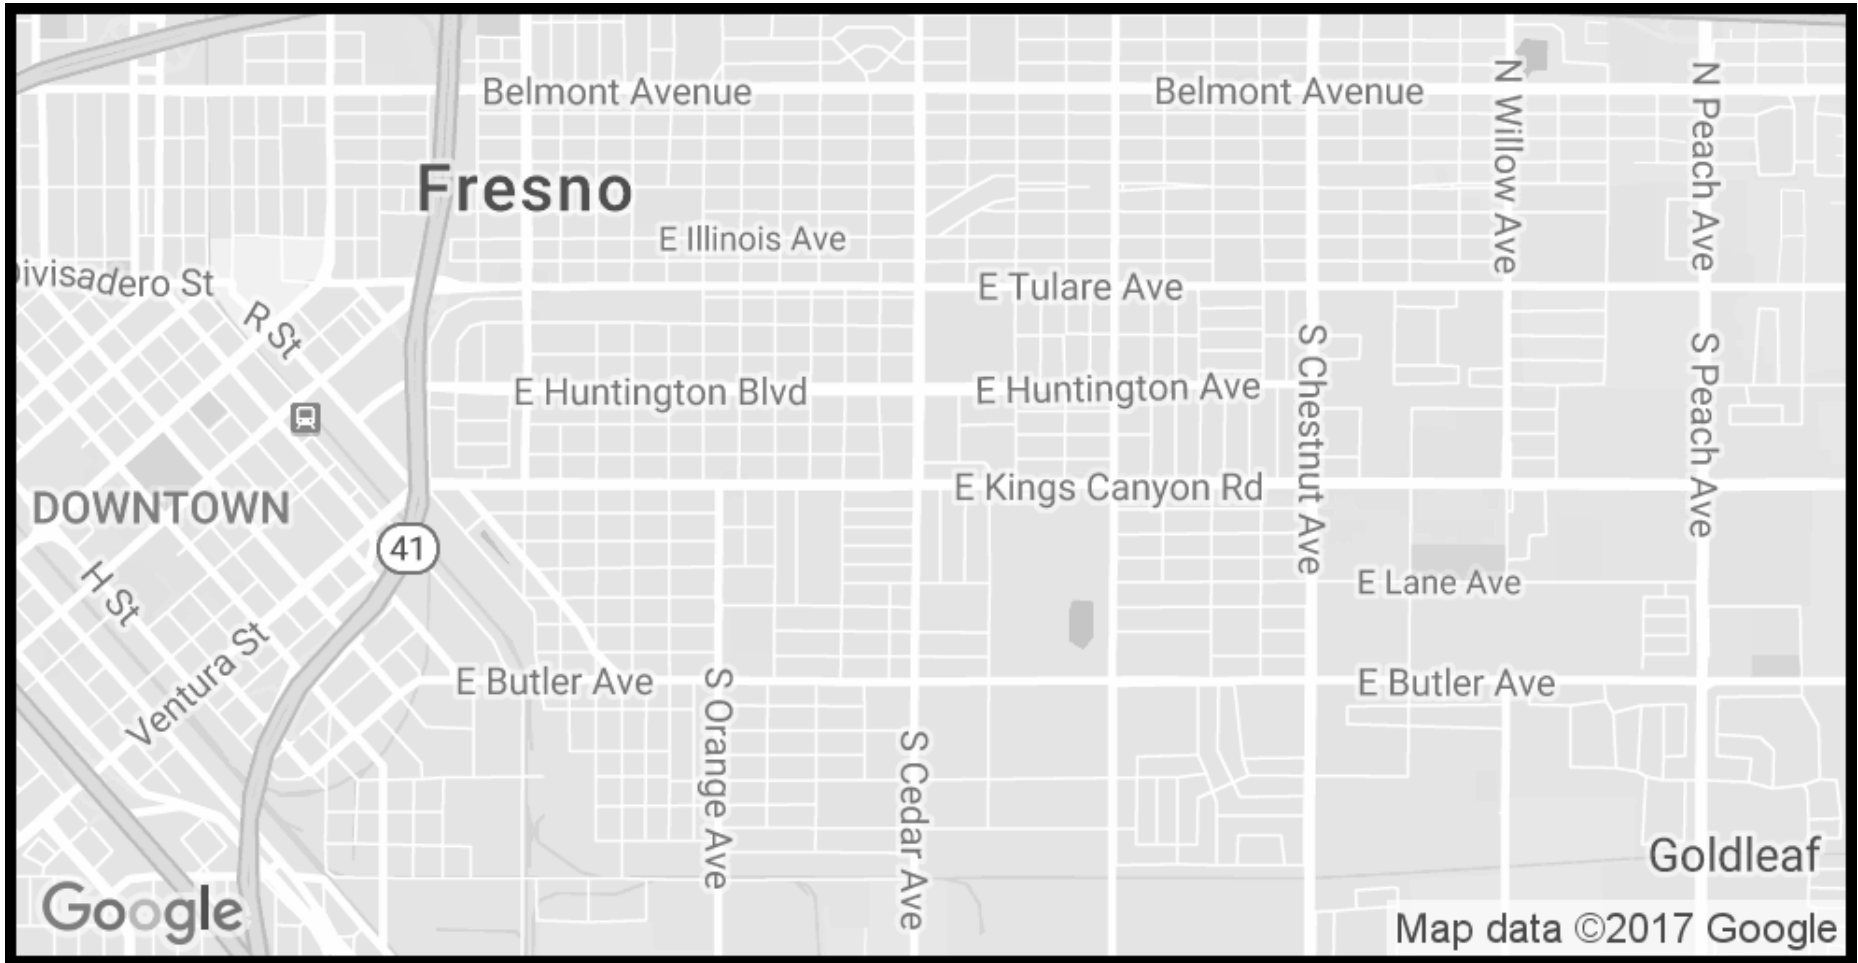 Belmont Avenue
Belmont Avenue
N Willow Ave
N Peach Ave
Fresno
E Illinois Ave
Divisadero St
E Tulare Ave
R St
S Chestnut Ave
S Peach Ave
E Huntington Blvd
E Huntington Ave
E Kings Canyon Rd
DOWNTOWN
41
H St
E Lane Ave
Ventura St
E Butler Ave
S Orange Ave
E Butler Ave
S Cedar Ave
Goldleaf
Google
Map data ©2017 Google